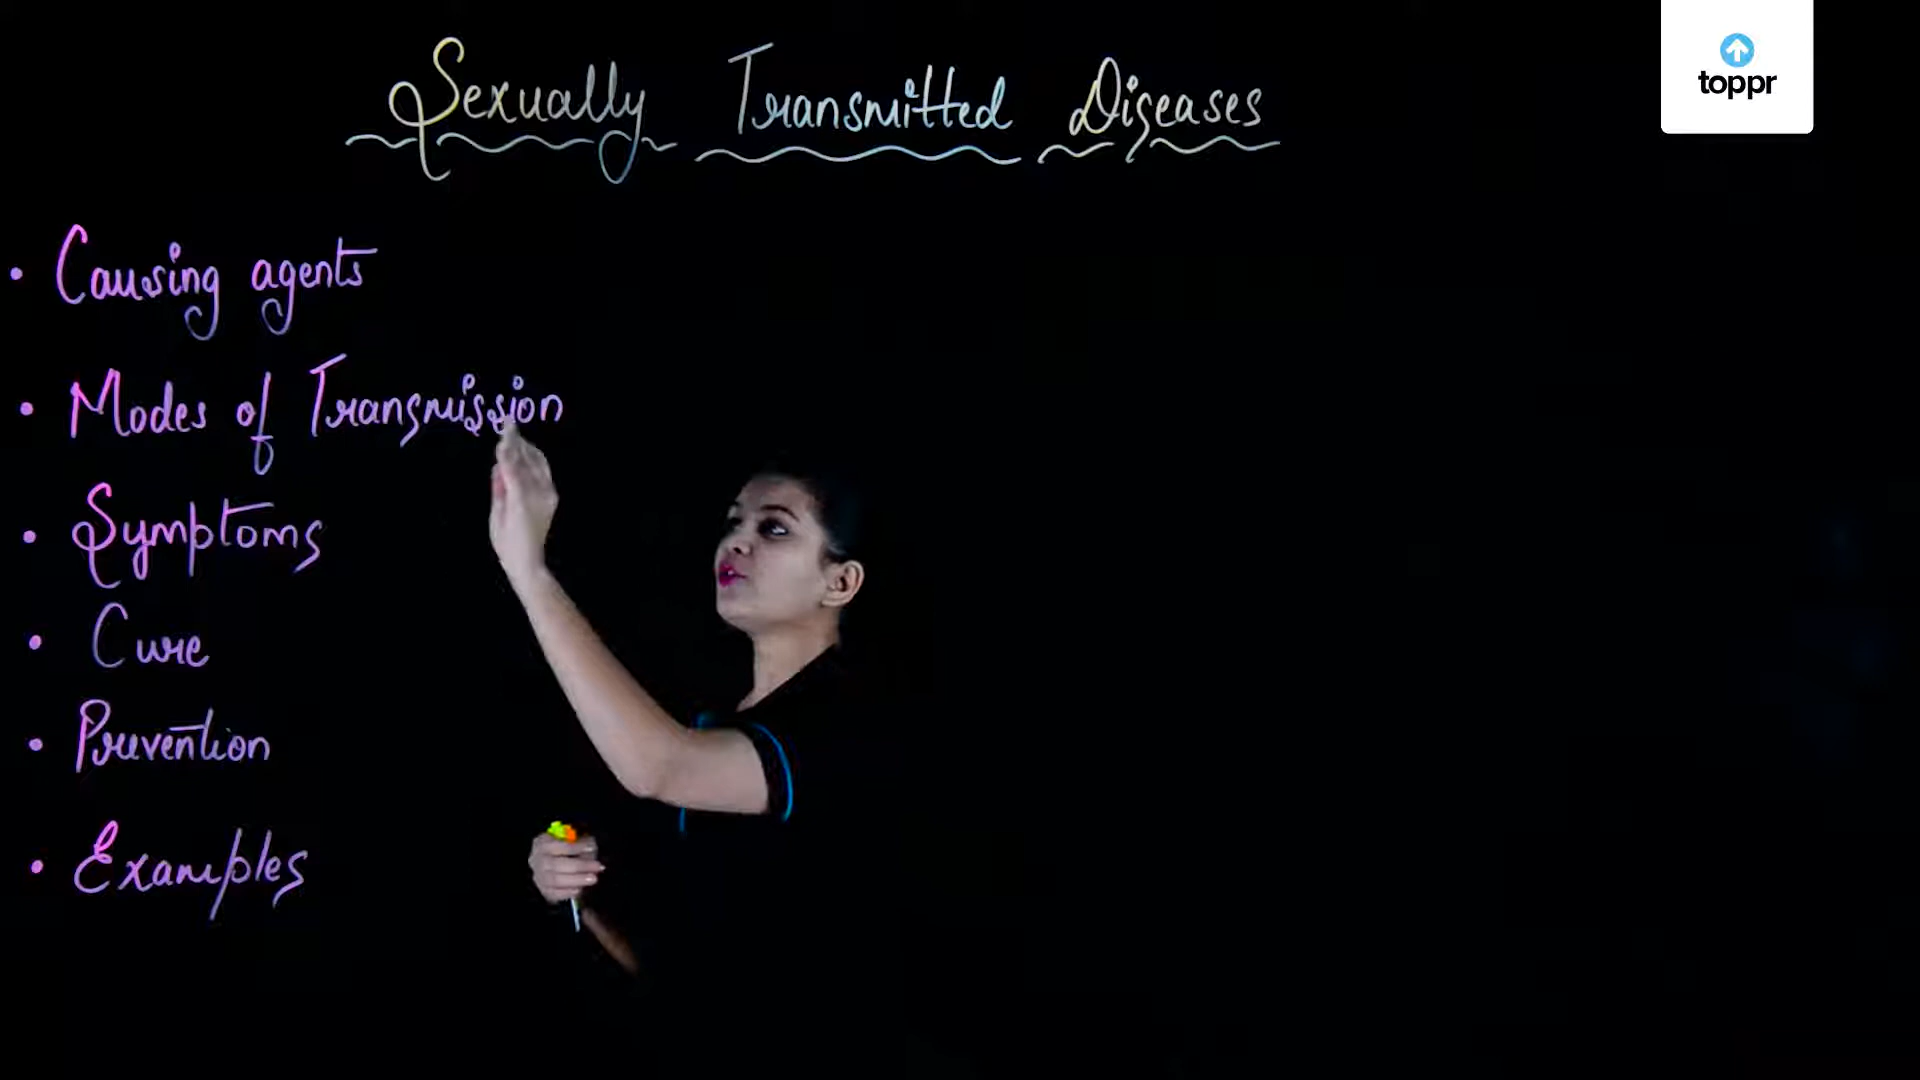 Sexually Transmitted Diseases
toppr
• Causing agents
• Modes of Transmission
• Symptoms
• Cure
• Prevention
• Examples